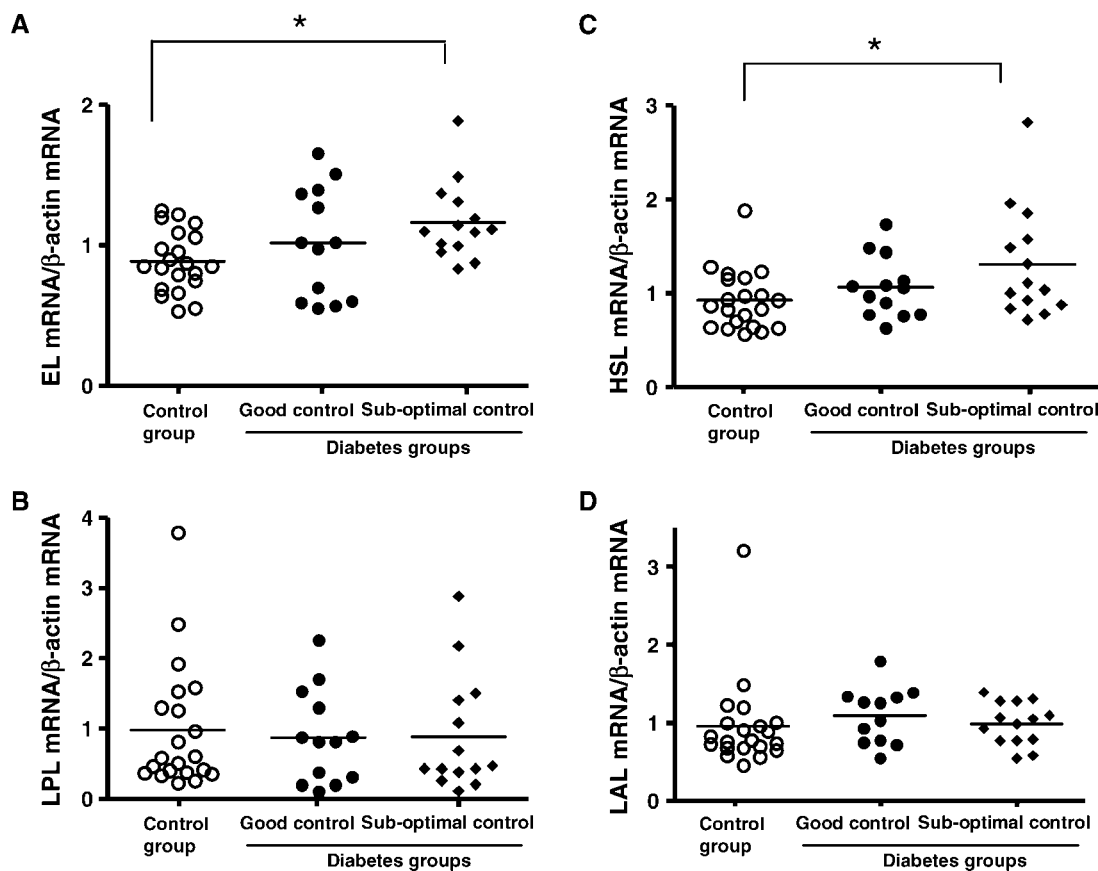 A
*
EL mRNA/β-actin mRNA
2
1
0
Control
group
Good control
Sub-optimal control
Diabetes groups
C
*
HSL mRNA/β-actin mRNA
3
2
1
0
Control
group
Good control
Sub-optimal control
Diabetes groups
B
LPL mRNA/β-actin mRNA
4
3
2
1
0
Control
group
Good control
Sub-optimal control
Diabetes groups
D
LAL mRNA/β-actin mRNA
3
2
1
0
Control
group
Good control
Sub-optimal control
Diabetes groups